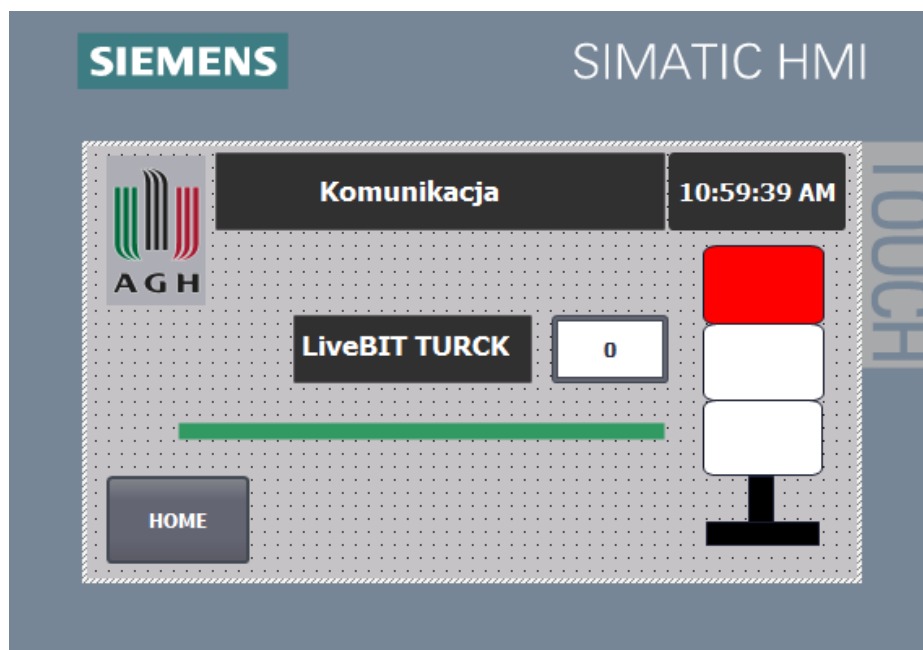 SIEMENS
SIMATIC HMI
TOUCH
AGH
Komunikacja
10:59:39 AM
LiveBIT TURCK
0
HOME